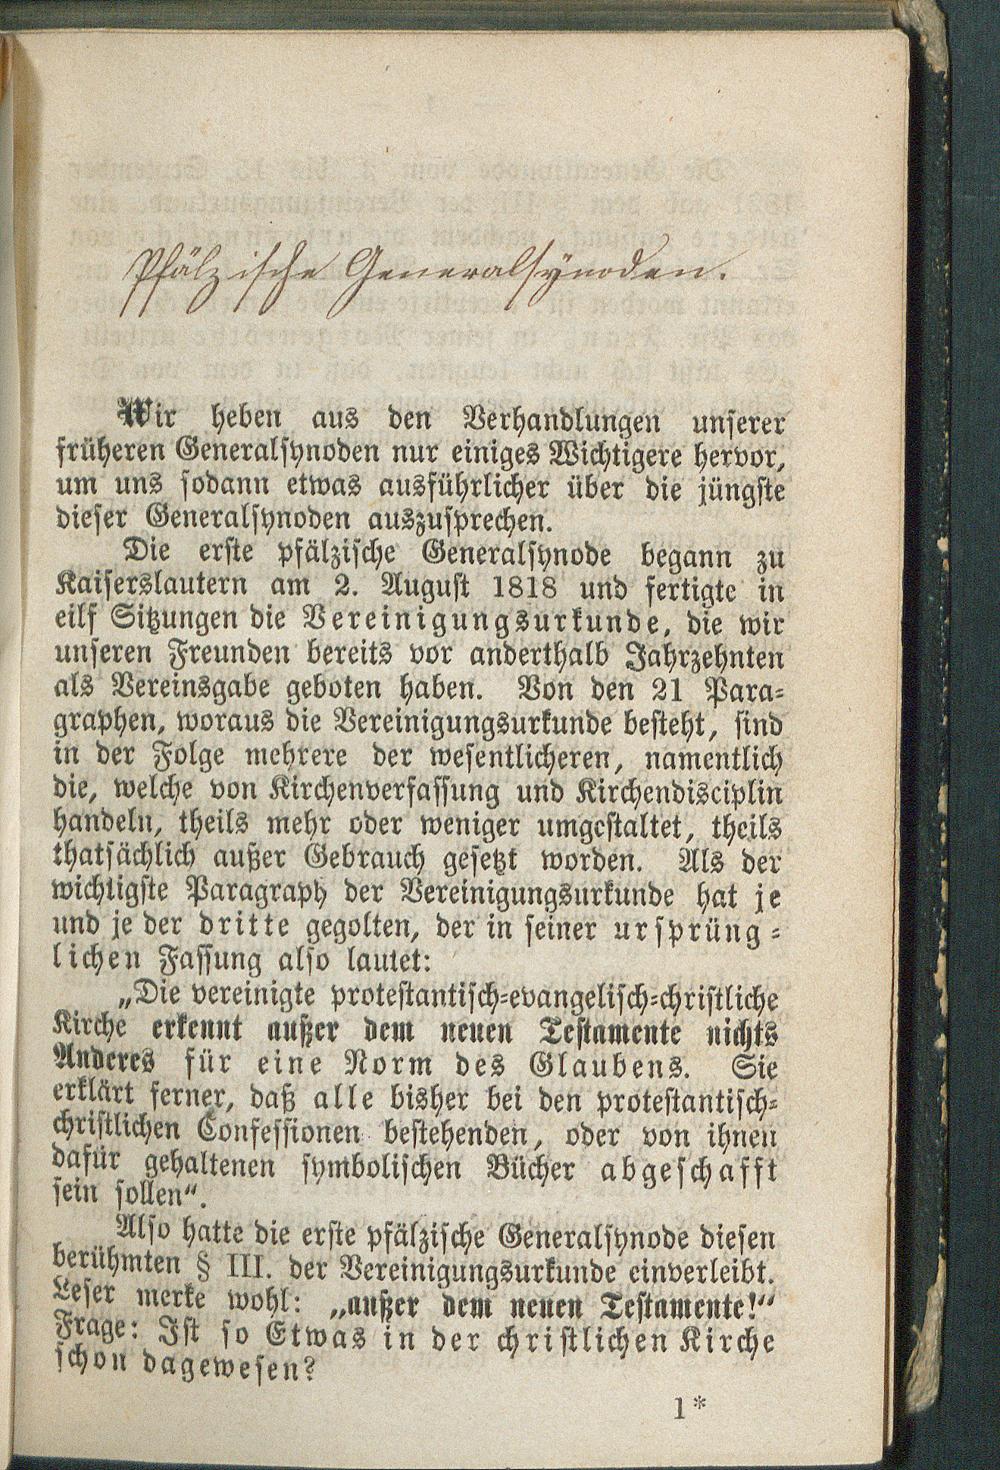 Pfälzische Generalsynoden.
Wir heben aus den Verhandlungen unserer
früheren Generalsynoden nur einiges Wichtigere hervor,
um uns sodann etwas ausführlicher über die jüngste
dieser Generalsynoden auszusprechen.
Die erste pfälzische Generalsynode begann zu
Kaiserslautern am 2. August 1818 und fertigte in
eilf Sitzungen die Vereinigungsurkunde, die wir
unseren Freunden bereits vor anderthalb Jahrzehnten
als Vereinsgabe geboten haben. Von den 21 Para-
graphen, woraus die Vereinigungsurkunde besteht, sind
in der Folge mehrere der wesentlicheren, namentlich
die, welche von Kirchenverfassung und Kirchendisciplin
handeln, theils mehr oder weniger umgestaltet, theils
thatsächlich außer Gebrauch gesetzt worden. Als der
wichtigste Paragraph der Vereinigungsurkunde hat je
und je der dritte gegolten, der in seiner ursprüng-
lichen Fassung also lautet:
„Die vereinigte protestantisch-evangelisch-christliche
Kirche erkennt außer dem neuen Testamente nichts
Anderes für eine Norm des Glaubens. Sie
erklärt ferner, daß alle bisher bei den protestantisch-
christlichen Confessionen bestehenden, oder von ihnen
dafür gehaltenen symbolischen Bücher abgeschafft
sein sollen“.
Also hatte die erste pfälzische Generalsynode diesen
berühmten § III. der Vereinigungsurkunde einverleibt.
Leser merke wohl: „außer dem neuen Testamente!“
Frage: Ist so Etwas in der christlichen Kirche
schon dagewesen?
1*